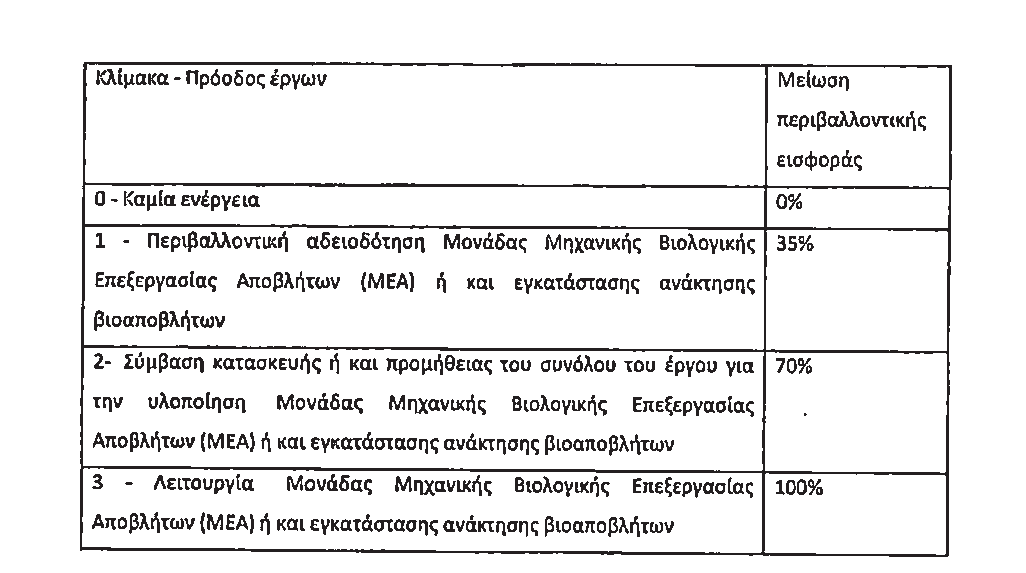 Κλίμακα - Πρόοδος έργων
Μείωση
περιβαλλοντικής
εισφοράς
0 - Καμία ενέργεια
0%
1 - Περιβαλλοντική αδειοδότηση Μονάδας Μηχανικής Βιολογικής
35%
Επεξεργασίας Αποβλήτων (ΜΕΑ) ή και εγκατάστασης ανάκτησης
βιοαποβλήτων
2- Σύμβαση κατασκευής ή και προμήθειας του συνόλου του έργου για
70%
την υλοποίηση Μονάδας Μηχανικής Βιολογικής Επεξεργασίας
Αποβλήτων (ΜΕΑ) ή και εγκατάστασης ανάκτησης βιοαποβλήτων
3 - Λειτουργία Μονάδας Μηχανικής Βιολογικής Επεξεργασίας
100%
Αποβλήτων (ΜΕΑ) ή και εγκατάστασης ανάκτησης βιοαποβλήτων